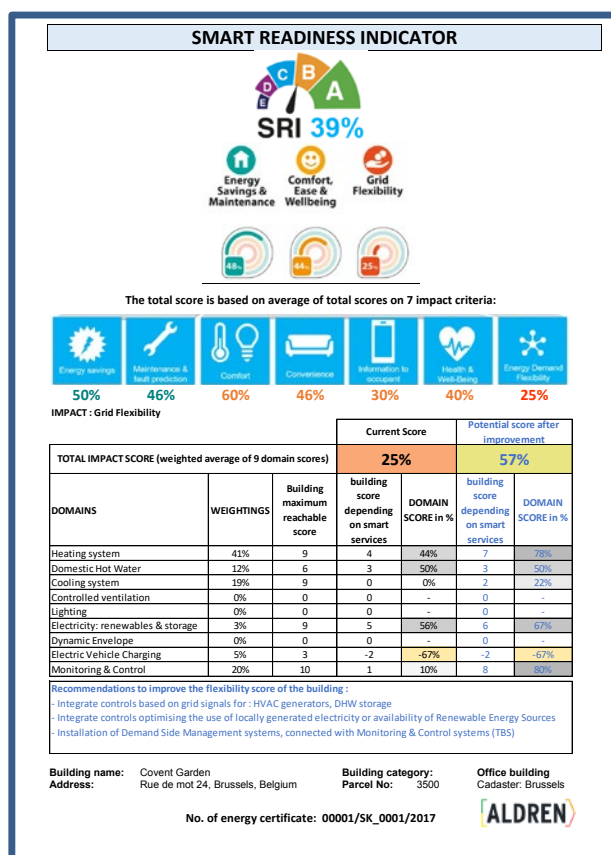 SMART READINESS INDICATOR
E D C B A
SRI 39%
Energy Savings & Maintenance
Comfort, Ease & Wellbeing
Grid Flexibility
48% 44% 25%
The total score is based on average of total scores on 7 impact criteria:
Energy savings
Maintenance & fault prediction
Comfort
Convenience
Information to occupant
Health & Well-Being
Energy Demand Flexibility
50% 46% 60% 46% 30% 40% 25%
IMPACT : Grid Flexibility
Current Score
Potential score after improvement
TOTAL IMPACT SCORE (weighted average of 9 domain scores) 25% 57%
DOMAINS
WEIGHTINGS
Building maximum reachable score
building score depending on smart services
DOMAIN SCORE in %
building score depending on smart services
DOMAIN SCORE in %
Heating system 41% 9 4 44% 7 78%
Domestic Hot Water 12% 6 3 50% 3 50%
Cooling system 19% 9 0 0% 2 22%
Controlled ventilation 0% 0 0 - 0 -
Lighting 0% 0 0 - 0 -
Electricity: renewables & storage 3% 9 5 56% 6 67%
Dynamic Envelope 0% 0 0 - 0 -
Electric Vehicle Charging 5% 3 -2 -67% -2 -67%
Monitoring & Control 20% 10 1 10% 8 80%
Recommendations to improve the flexibility score of the building :
- Integrate controls based on grid signals for : HVAC generators, DHW storage
- Integrate controls optimising the use of locally generated electricity or availability of Renewable Energy Sources
- Installation of Demand Side Management systems, connected with Monitoring & Control systems (TBS)
Building name: Covent Garden Building category: Office building
Address: Rue de mot 24, Brussels, Belgium Parcel No: 3500 Cadaster: Brussels
No. of energy certificate: 00001/SK_0001/2017
ALDREN